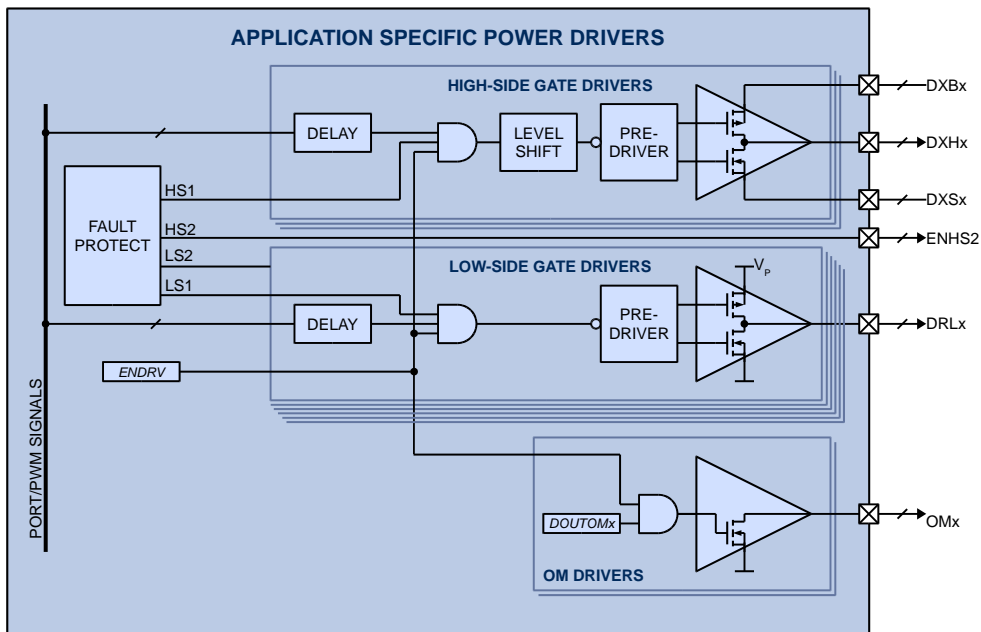 APPLICATION SPECIFIC POWER DRIVERS
HIGH-SIDE GATE DRIVERS
DXBx
DELAY
LEVEL
SHIFT
PRE-
DRIVER
DXHx
HS1
DXSx
FAULT
PROTECT
HS2
ENHS2
LS2
LOW-SIDE GATE DRIVERS
VP
LS1
DELAY
PRE-
DRIVER
DRLx
ENDRV
PORT/PWM SIGNALS
DOUTOMx
OMx
OM DRIVERS